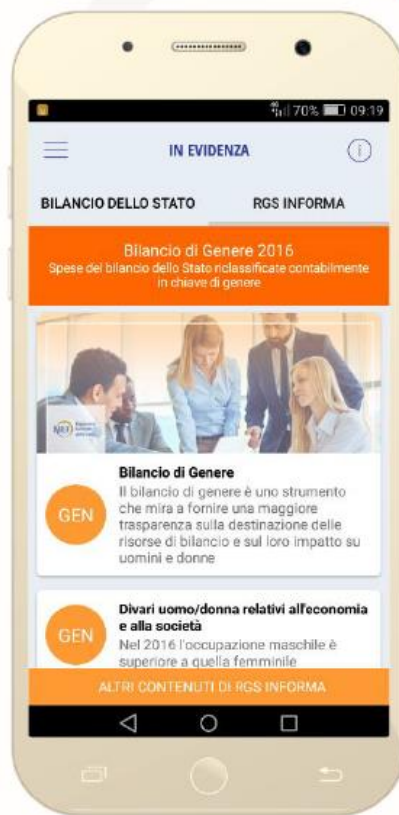 70% 09:19
IN EVIDENZA
BILANCIO DELLO STATO RGS INFORMA
Bilancio di Genere 2016
Spese del bilancio dello Stato riclassificate contabilmente
in chiave di genere
MEF
Bilancio di Genere
Il bilancio di genere è uno strumento
che mira a fornire una maggiore
trasparenza sulla destinazione delle
risorse di bilancio e sul loro impatto su
uomini e donne
GEN
Divari uomo/donna relativi all'economia
e alla società
Nel 2016 l'occupazione maschile è
superiore a quella femminile
GEN
ALTRI CONTENUTI DI RGS INFORMA